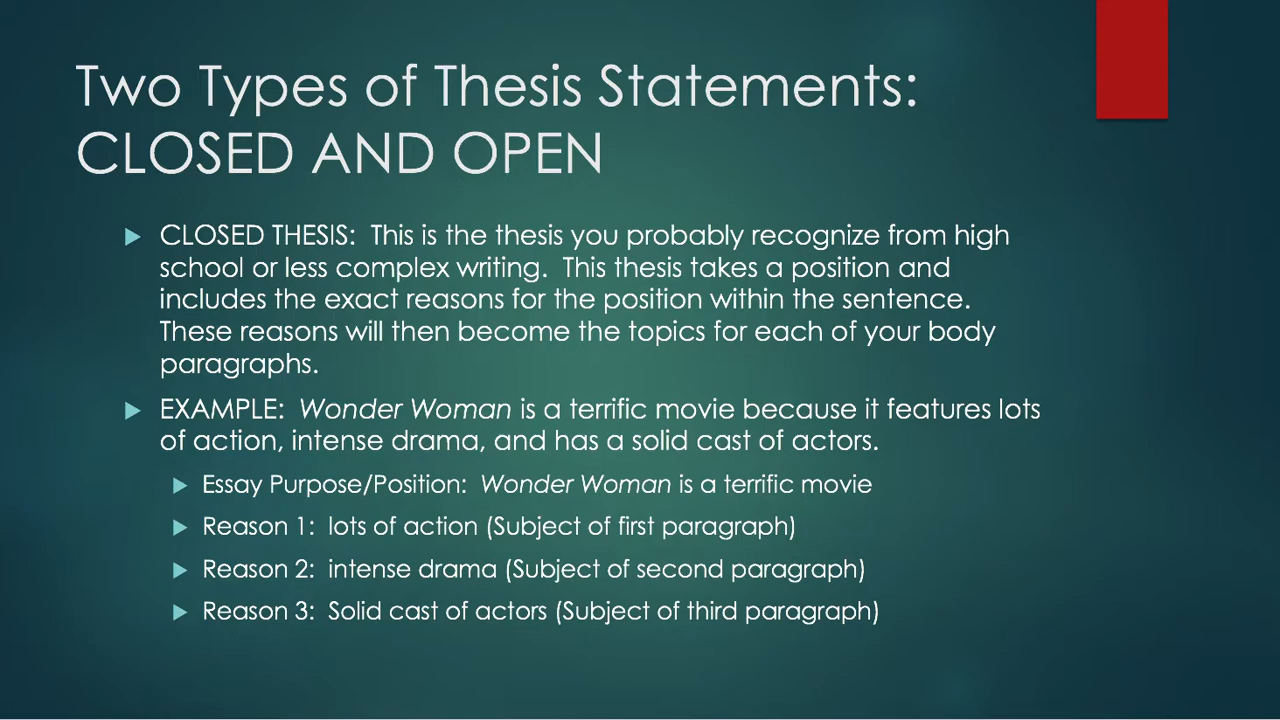 Two Types of Thesis Statements:
CLOSED AND OPEN
CLOSED THESIS:  This is the thesis you probably recognize from high
school or less complex writing.  This thesis takes a position and
includes the exact reasons for the position within the sentence.
These reasons will then become the topics for each of your body
paragraphs.
EXAMPLE:  Wonder Woman is a terrific movie because it features lots
of action, intense drama, and has a solid cast of actors.
Essay Purpose/Position:  Wonder Woman is a terrific movie
Reason 1:  lots of action (Subject of first paragraph)
Reason 2:  intense drama (Subject of second paragraph)
Reason 3:  Solid cast of actors (Subject of third paragraph)